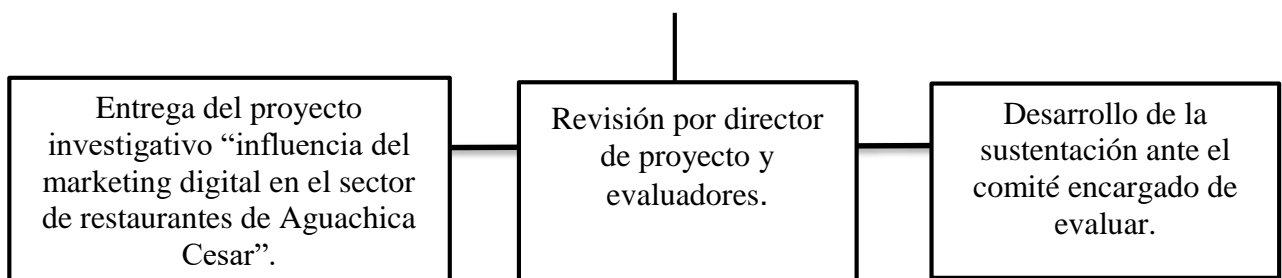 Entrega del proyecto
investigativo “influencia del
marketing digital en el sector
de restaurantes de Aguachica
Cesar”.
Revisión por director
de proyecto y
evaluadores.
Desarrollo de la
sustentación ante el
comité encargado de
evaluar.